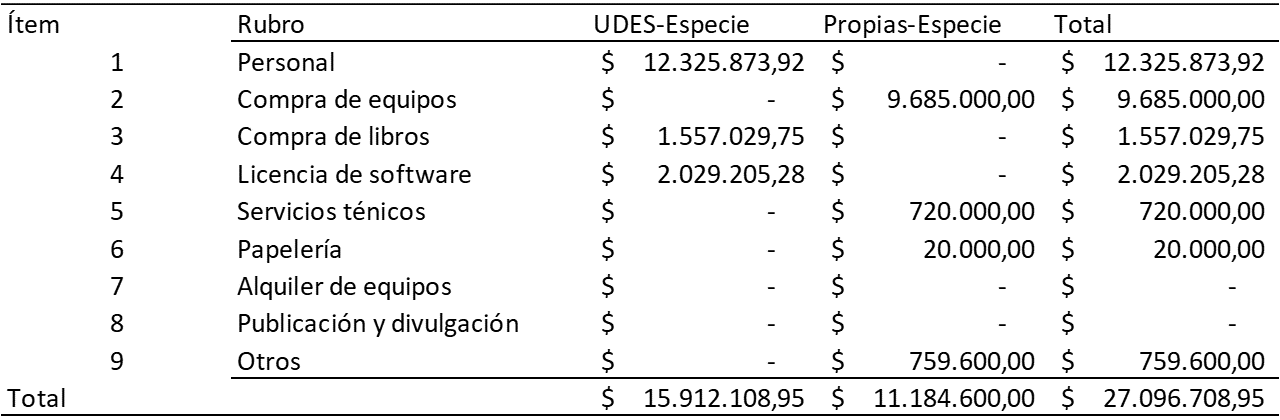 Ítem Rubro UDES-Especie Propias-Especie Total
1 Personal $ 12.325.873,92 $ - $ 12.325.873,92
2 Compra de equipos $ - $ 9.685.000,00 $ 9.685.000,00
3 Compra de libros $ 1.557.029,75 $ - $ 1.557.029,75
4 Licencia de software $ 2.029.205,28 $ - $ 2.029.205,28
5 Servicios ténicos $ - $ 720.000,00 $ 720.000,00
6 Papelería $ - $ 20.000,00 $ 20.000,00
7 Alquiler de equipos $ - $ - $ -
8 Publicación y divulgación $ - $ - $ -
9 Otros $ - $ 759.600,00 $ 759.600,00
Total $ 15.912.108,95 $ 11.184.600,00 $ 27.096.708,95